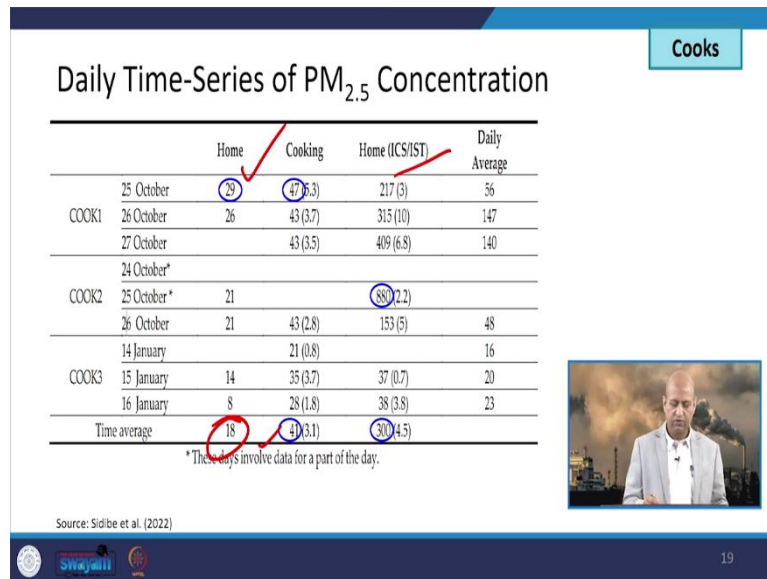 Cooks
Daily Time-Series of PM2.5 Concentration
Home Cooking Home (ICS/IST) Daily Average
COOK1 25 October 29 47 (5.3) 217 (3) 56
26 October 26 43 (3.7) 315 (10) 147
27 October 43 (3.5) 409 (6.8) 140
COOK2 24 October*
25 October * 21 880 (2.2)
26 October 21 43 (2.8) 153 (5) 48
COOK3 14 January 21 (0.8) 16
15 January 14 35 (3.7) 37 (0.7) 20
16 January 8 28 (1.8) 38 (3.8) 23
Time average 18 41 (3.1) 300 (4.5)
*These days involve data for a part of the day.
Source: Sidibe et al. (2022)
swayam 19